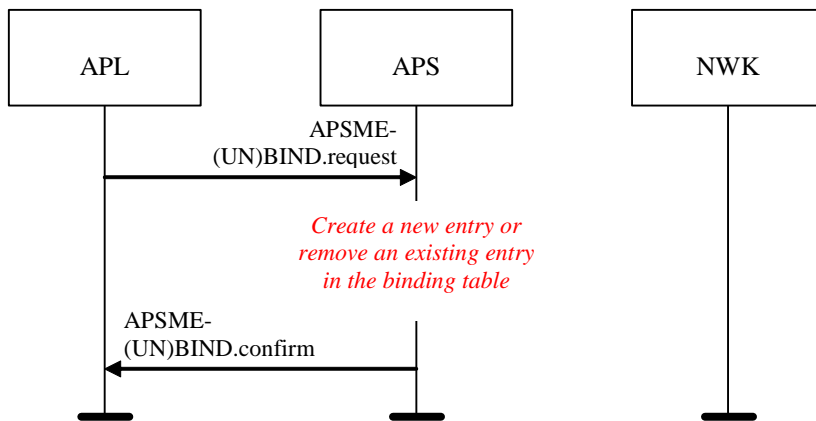 APL
APS
NWK
APSME-
(UN)BIND.request
Create a new entry or
remove an existing entry
in the binding table
APSME-
(UN)BIND.confirm